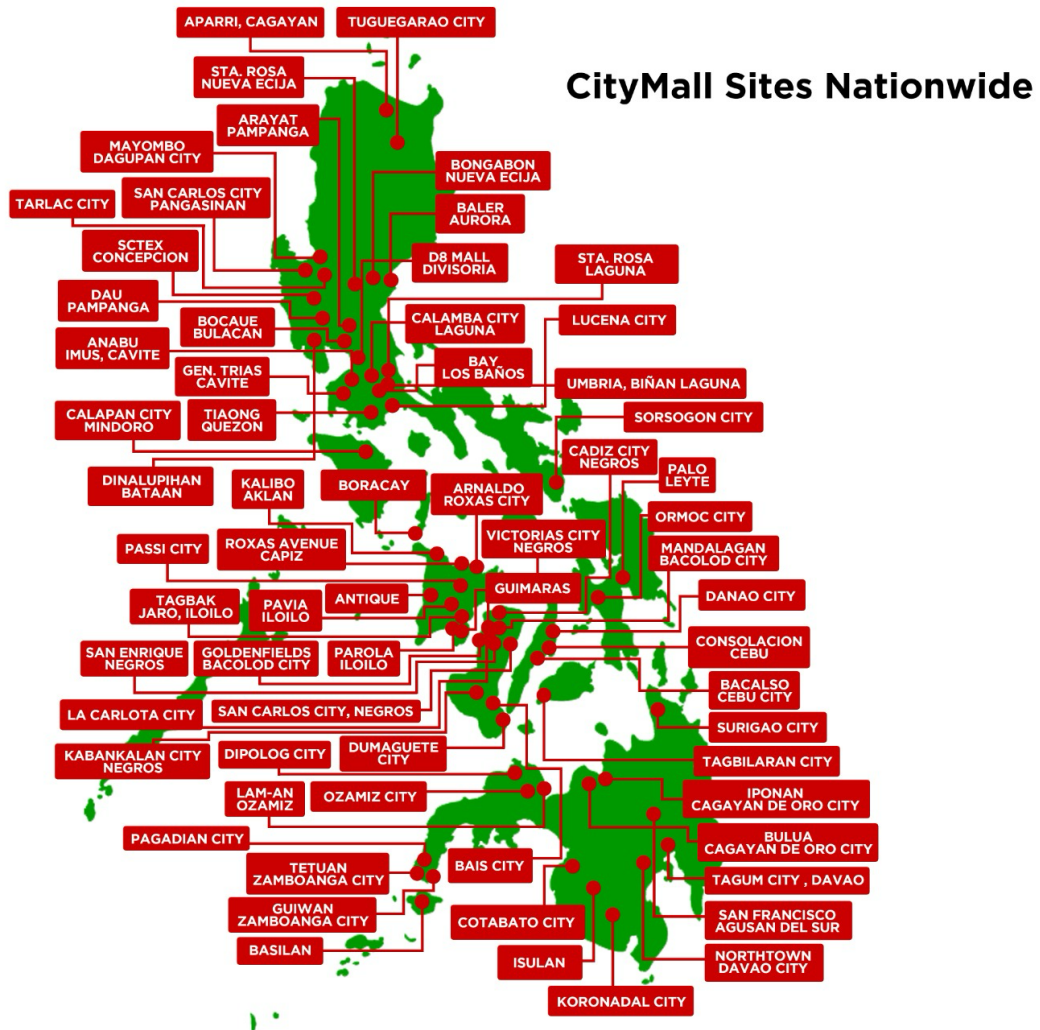 APARRI, CAGAYAN
TUGUEGARAO CITY
CityMall Sites Nationwide
STA. ROSA
NUEVA ECIJA
ARAYAT
PAMPANGA
MAYOMBO
DAGUPAN CITY
BONGABON
NUEVA ECIJA
TARLAC CITY
SAN CARLOS CITY
PANGASINAN
BALER
AURORA
SCTEX
CONCEPCION
D8 MALL
DIVISORIA
STA. ROSA
LAGUNA
DAU
PAMPANGA
BOCAUE
BULACAN
CALAMBA CITY
LAGUNA
LUCENA CITY
ANABU
IMUS, CAVITE
BAY
LOS BAÑOS
GEN. TRIAS
CAVITE
UMBRIA, BIÑAN LAGUNA
CALAPAN CITY
MINDORO
TIAONG
QUEZON
SORSOGON CITY
DINALUPIHAN
BATAAN
KALIBO
AKLAN
BORACAY
ARNALDO
ROXAS CITY
CADIZ CITY
NEGROS
PALO
LEYTE
ORMOC CITY
PASSI CITY
ROXAS AVENUE
CAPIZ
VICTORIAS CITY
NEGROS
MANDALAGAN
BACOLOD CITY
GUIMARAS
TAGBAK
JARO, ILOILO
PAVIA
ILOILO
ANTIQUE
DANAO CITY
SAN ENRIQUE
NEGROS
GOLDENFIELDS
BACOLOD CITY
PAROLA
ILOILO
CONSOLACION
CEBU
BACALSO
CEBU CITY
LA CARLOTA CITY
SAN CARLOS CITY, NEGROS
SURIGAO CITY
KABANKALAN CITY
NEGROS
DIPOLOG CITY
DUMAGUETE
CITY
TAGBILARAN CITY
LAM-AN
OZAMIZ
OZAMIZ CITY
IPONAN
CAGAYAN DE ORO CITY
PAGADIAN CITY
BULUA
CAGAYAN DE ORO CITY
TETUAN
ZAMBOANGA CITY
BAIS CITY
TAGUM CITY , DAVAO
GUIWAN
ZAMBOANGA CITY
COTABATO CITY
SAN FRANCISCO
AGUSAN DEL SUR
BASILAN
ISULAN
NORTHTOWN
DAVAO CITY
KORONADAL CITY